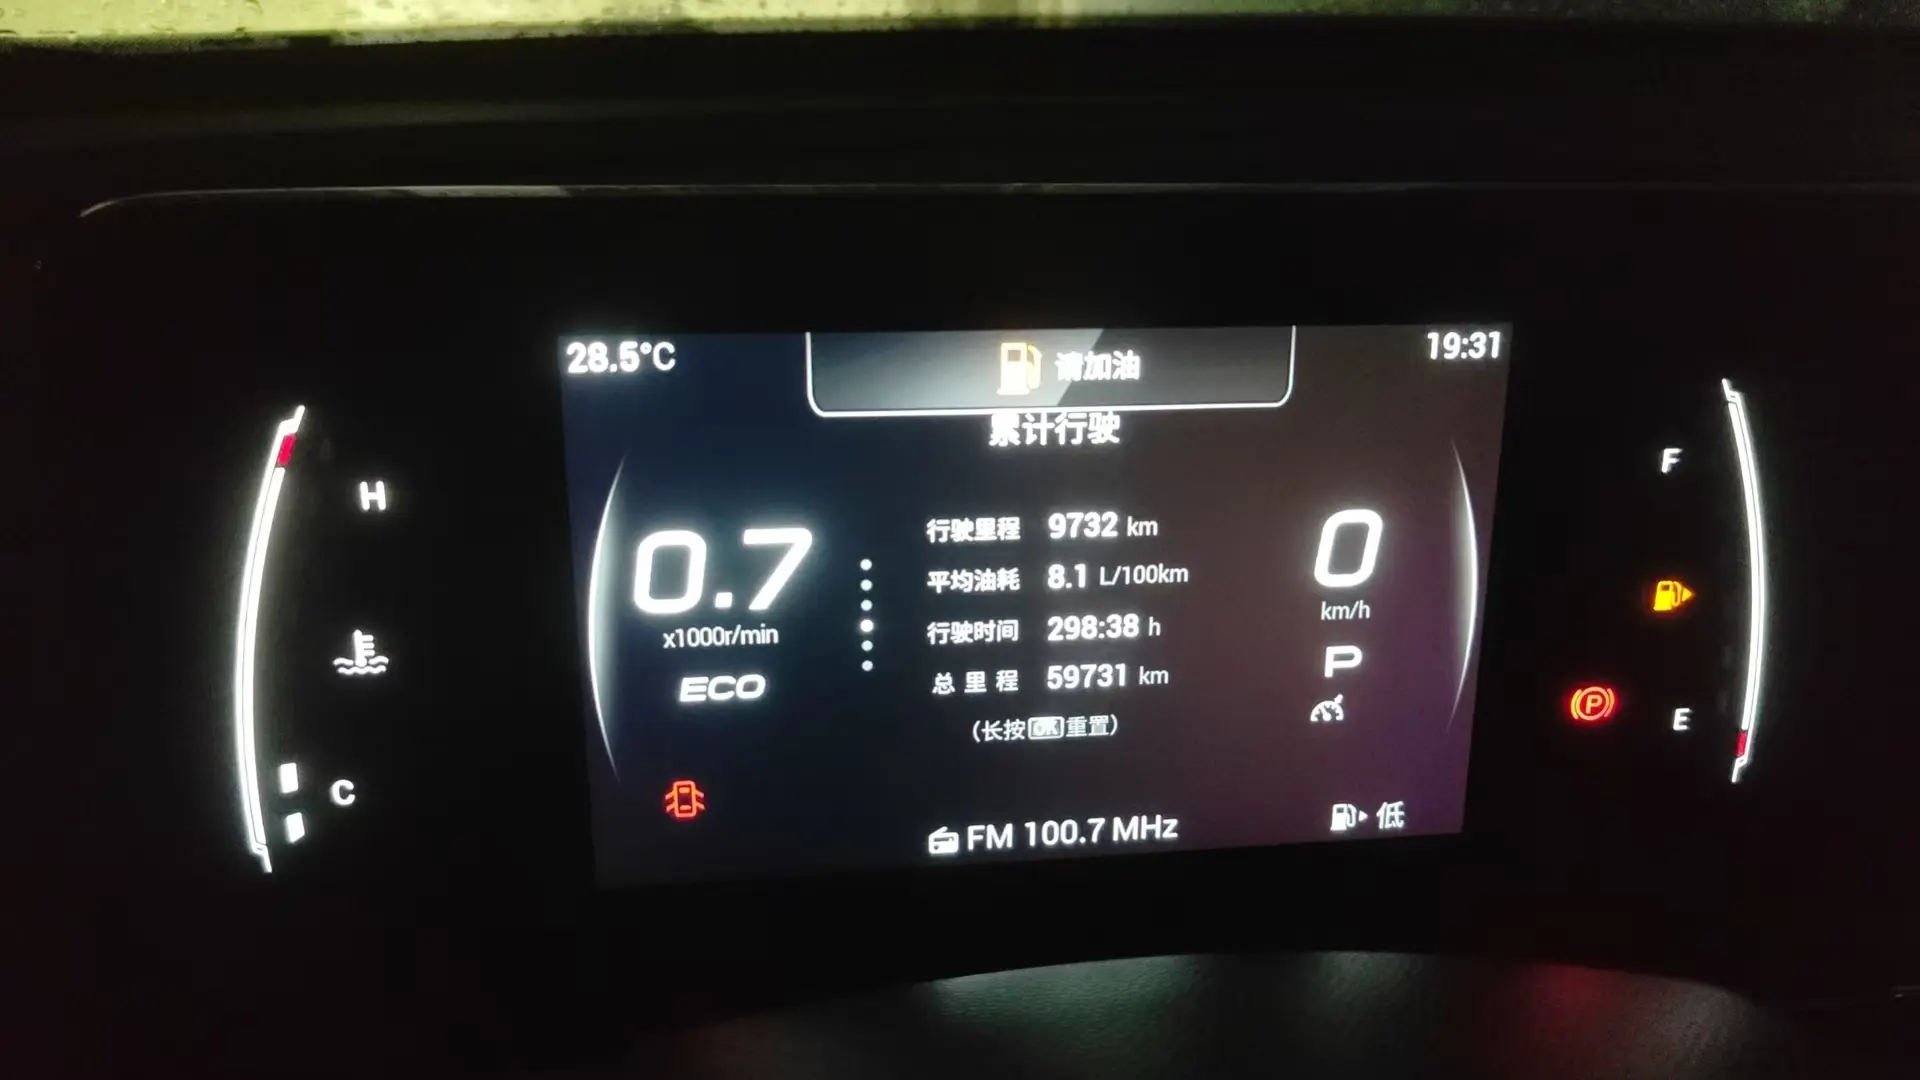 28.5°C
请加油
19:31
累计行驶
H
F
行驶里程 9732 km
平均油耗 8.1 L/100km
行驶时间 298:38 h
总里程 59731 km
(长按OK重置)
0.7
x1000r/min
ECO
0
km/h
P
P
E
C
FM 100.7 MHz
低